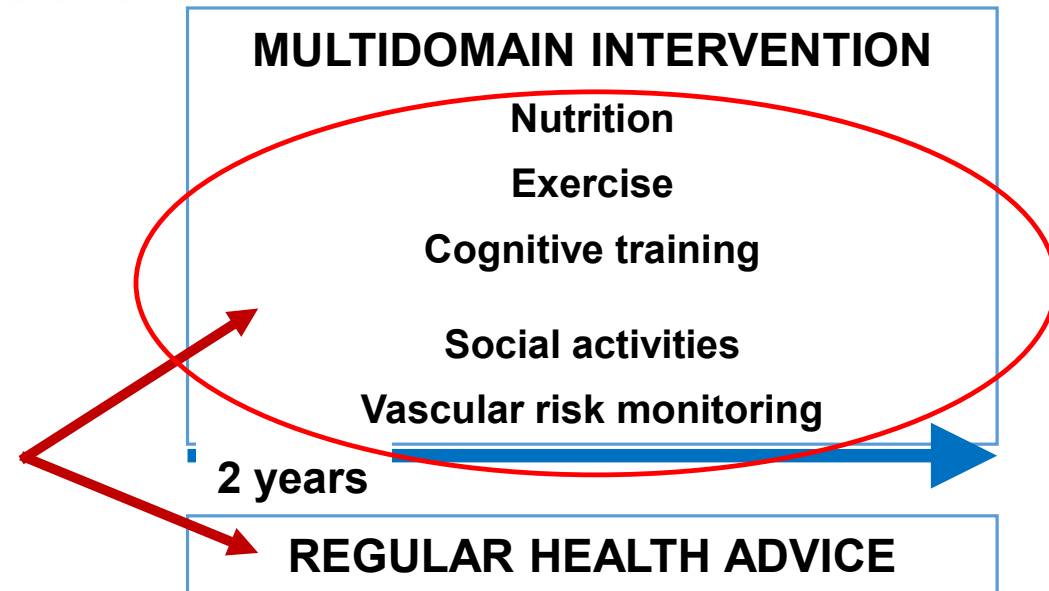 MULTIDOMAIN INTERVENTION
Nutrition
Exercise
Cognitive training
Social activities
Vascular risk monitoring
2 years
REGULAR HEALTH ADVICE